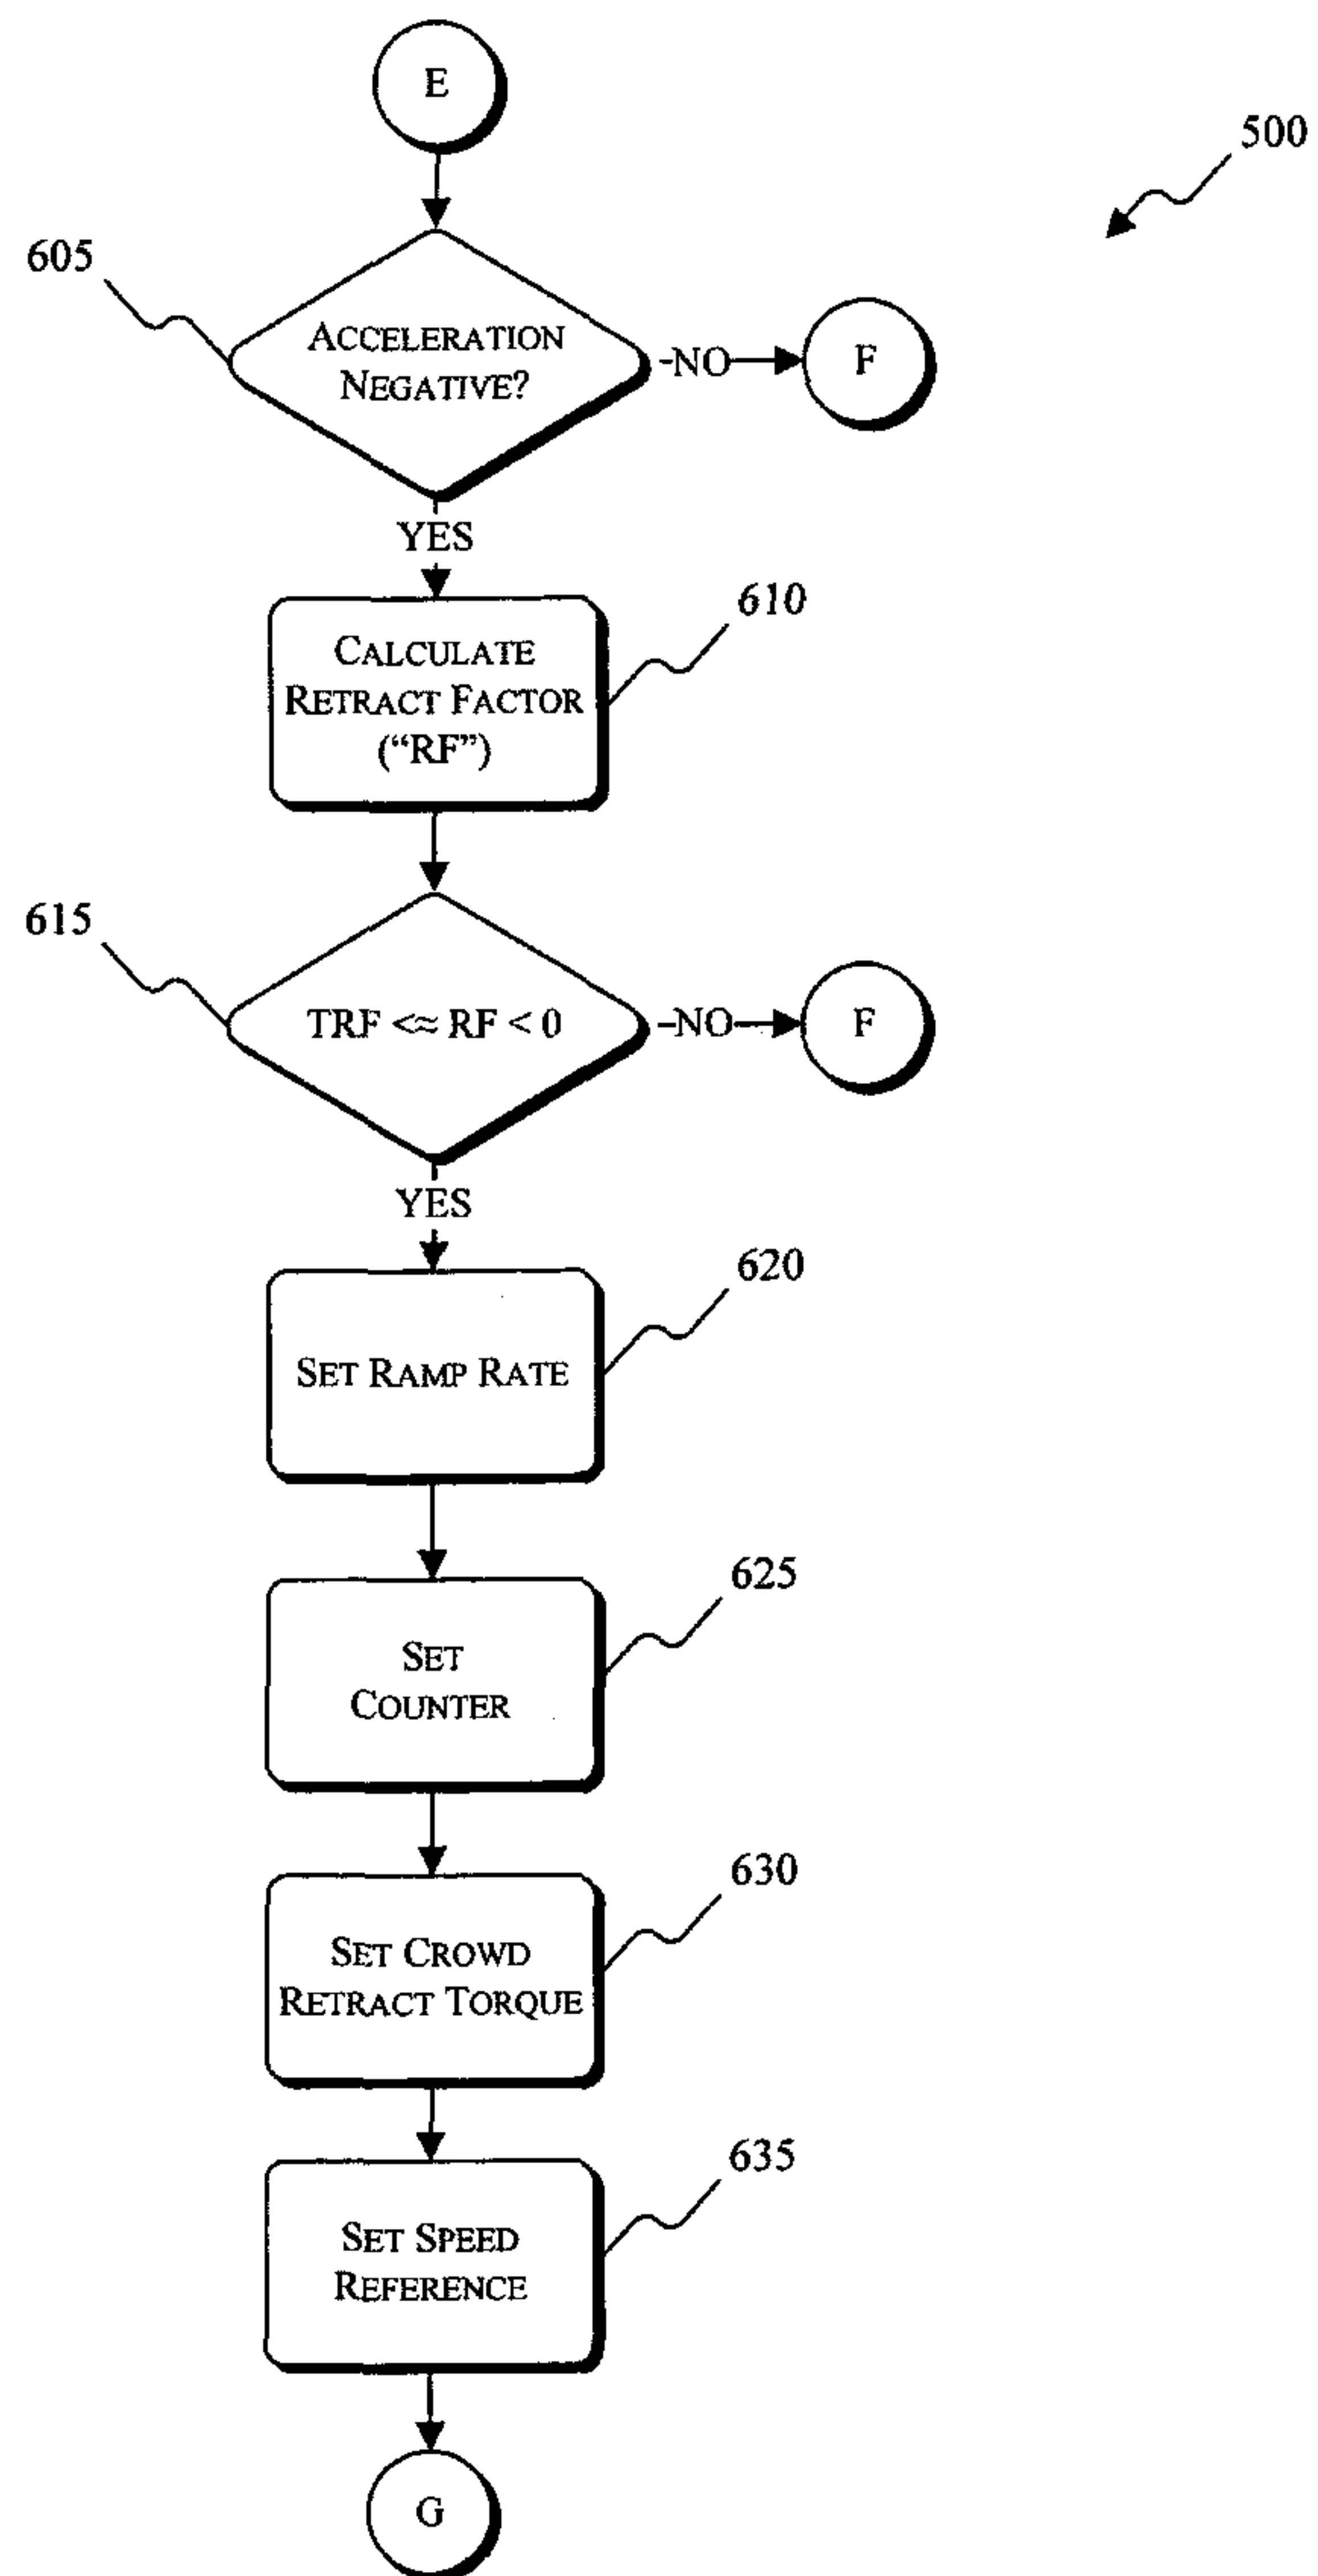 E
500
605
ACCELERATION
NEGATIVE?
-NO
F
YES
610
CALCULATE
RETRACT FACTOR
(“RF”)
615
TRF <≈ RF < 0
-NO
F
YES
620
SET RAMP RATE
625
SET
COUNTER
630
SET CROWD
RETRACT TORQUE
635
SET SPEED
REFERENCE
G